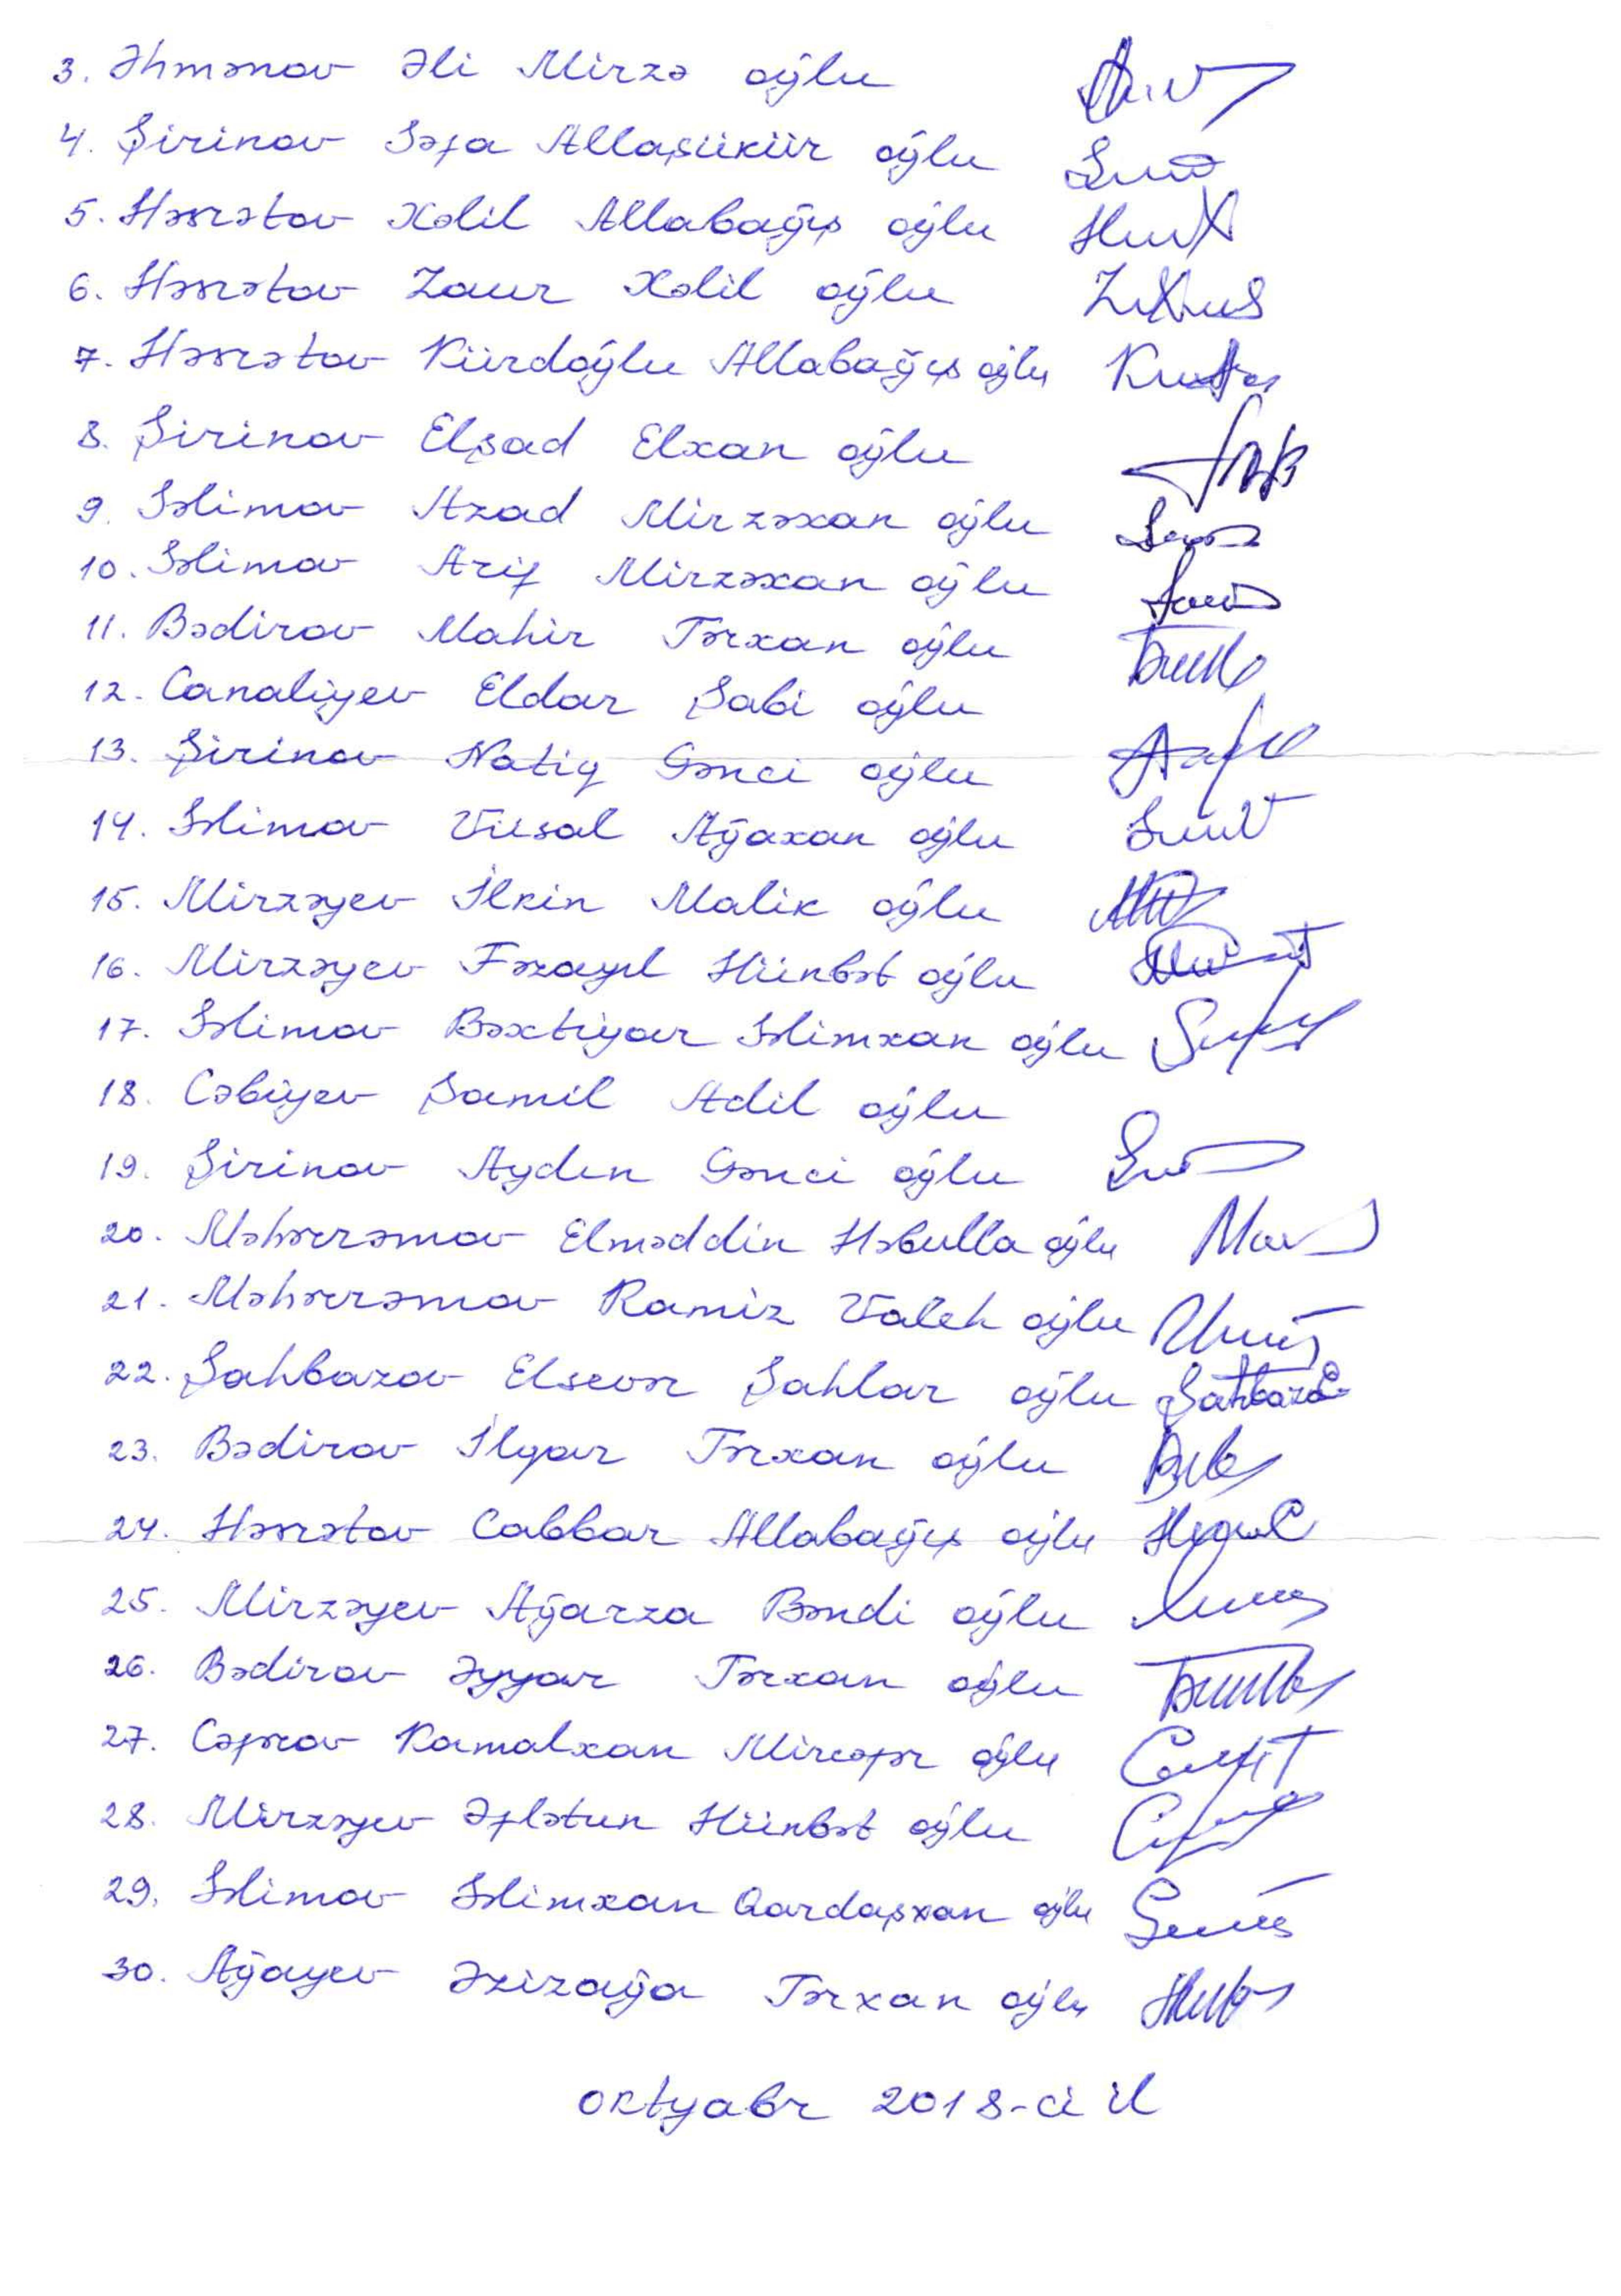 3. Əhmənov Əli Mirzə oğlu
4. Şirinov Səfa Allaşükür oğlu
5. Həsrətov Xəlil Allabağış oğlu
6. Həsrətov Zaur Xəlil oğlu
7. Həsrətov Kürdoğlu Allabağış oğlu
8. Şirinov Elşad Elxan oğlu
9. Səlimov Azad Mirzəxan oğlu
10. Səlimov Arif Mirzəxan oğlu
11. Bədirov Mahir Tərxan oğlu
12. Canaliyev Eldar Şabi oğlu
13. Şirinov Natiq Gənci oğlu
14. Səlimov Vüsal Ağaxan oğlu
15. Mirzəyev İlkin Malik oğlu
16. Mirzəyev Fəzayıl Hünbət oğlu
17. Səlimov Bəxtiyar Səlimxan oğlu
18. Cəbiyev Şamil Adil oğlu
19. Şirinov Aydın Gənci oğlu
20. Məhərrəmov Elməddin Həbulla oğlu
21. Məhərrəmov Ramiz Valeh oğlu
22. Şahbazov Elsevər Şahlar oğlu Şahbazov
23. Bədirov İlqar Tərxan oğlu
24. Həsrətov Cabbar Allabağış oğlu
25. Mirzəyev Ağarza Bəndi oğlu
26. Bədirov Əyyar Tərxan oğlu
27. Cəfərov Kamalxan Mircəfər oğlu
28. Mirzəyev Əflətun Hünbət oğlu
29. Səlimov Səlimxan Qardaşxan oğlu
30. Ağayev Əzizağa Tərxan oğlu
oktyabr 2018-ci il